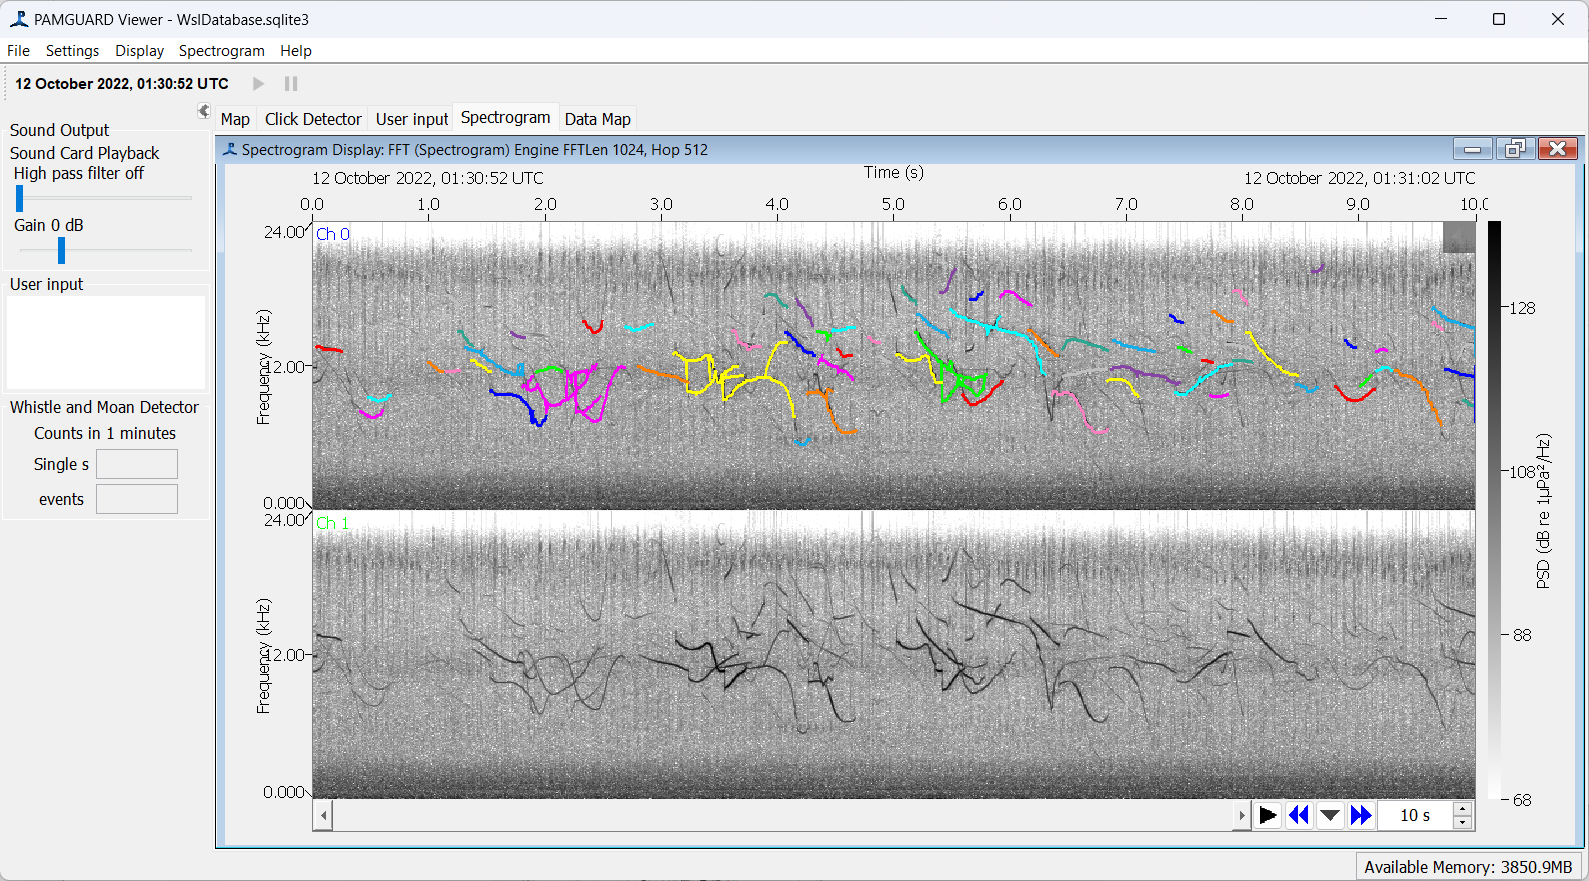 PAMGUARD Viewer - WslDatabase.sqlite3
File Settings Display Spectrogram Help
12 October 2022, 01:30:52 UTC
Sound Output
Sound Card Playback
High pass filter off
Gain 0 dB
User input
Whistle and Moan Detector
Counts in 1 minutes
Single s
events
Map Click Detector User input Spectrogram Data Map
Spectrogram Display: FFT (Spectrogram) Engine FFTLen 1024, Hop 512
12 October 2022, 01:30:52 UTC Time (s) 12 October 2022, 01:31:02 UTC
0.0 1.0 2.0 3.0 4.0 5.0 6.0 7.0 8.0 9.0 10.0
24.00
Ch 0
Frequency (kHz)
12.00
0.000
24.00
Ch 1
Frequency (kHz)
12.00
0.000
128
108
88
68
PSD (dB re 1µPa²/Hz)
10 s
Available Memory: 3850.9MB